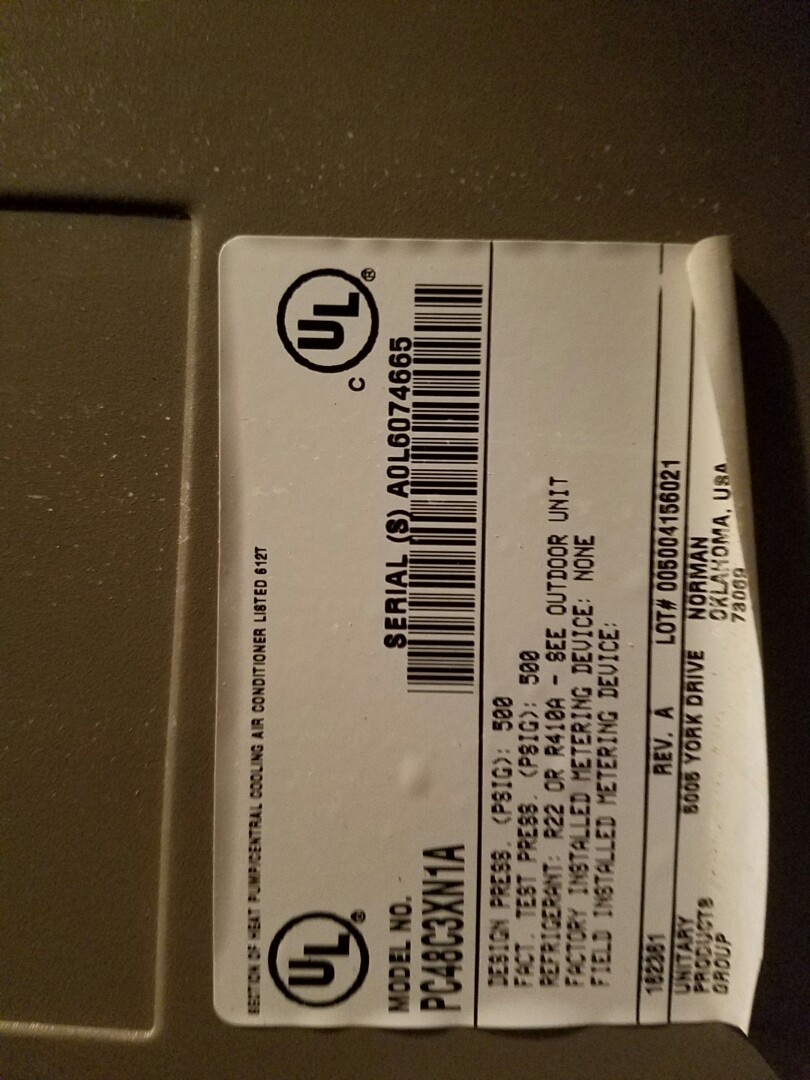 SECTION OF HEAT PUMP/CENTRAL COOLING AIR CONDITIONER LISTED 612T
UL ®
C UL ®
MODEL NO.
PC48C3XN1A
SERIAL (S) A0L6074665
DESIGN PRESS. (PSIG): 500
FACT. TEST PRESS. (PSIG): 500
REFRIGERANT: R22 OR R410A - SEE OUTDOOR UNIT
FACTORY INSTALLED METERING DEVICE: NONE
FIELD INSTALLED METERING DEVICE:
162361 REV. A LOT# 005004156021
UNITARY
PRODUCTS
GROUP
5005 YORK DRIVE
NORMAN
OKLAHOMA, USA
73069